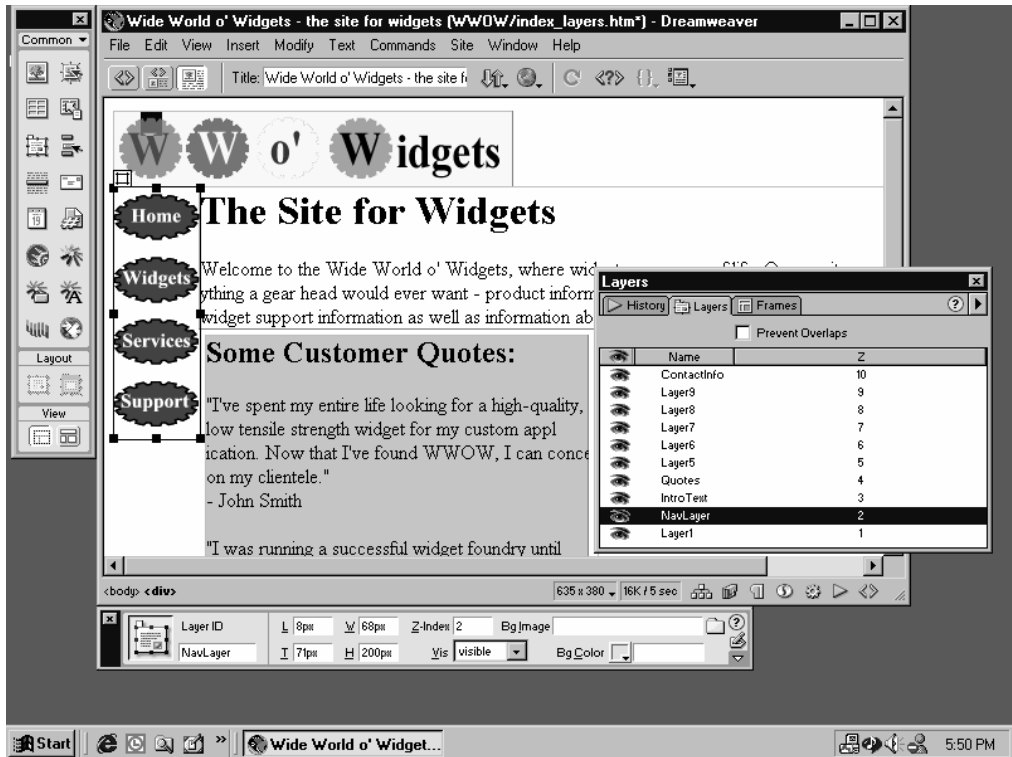 Wide World o' Widgets - the site for widgets (WWOW/index_layers.htm*) - Dreamweaver
Common
File Edit View Insert Modify Text Commands Site Window Help
Title: Wide World o' Widgets - the site f
W W o' Widgets
Home
Widgets
Services
Support
The Site for Widgets
Welcome to the Wide World o' Widgets, where
ything a gear head would ever want - product inform
widget support information as well as information ab
Some Customer Quotes:
"I've spent my entire life looking for a high-quality,
low tensile strength widget for my custom appl
ication. Now that I've found WWOW, I can conce
on my clientele."
- John Smith
"I was running a successful widget foundry until
Layout
View
Layers
History Layers Frames
Prevent Overlaps
Name Z
ContactInfo 10
Layer9 9
Layer8 8
Layer7 7
Layer6 6
Layer5 5
Quotes 4
IntroText 3
NavLayer 2
Layer1 1
<body> <div>
635 x 380 16K / 5 sec
Layer ID L 8px W 68px Z-Index 2 Bg Image
NavLayer T 71px H 200px Vis visible Bg Color
Start
Wide World o' Widget...
5:50 PM